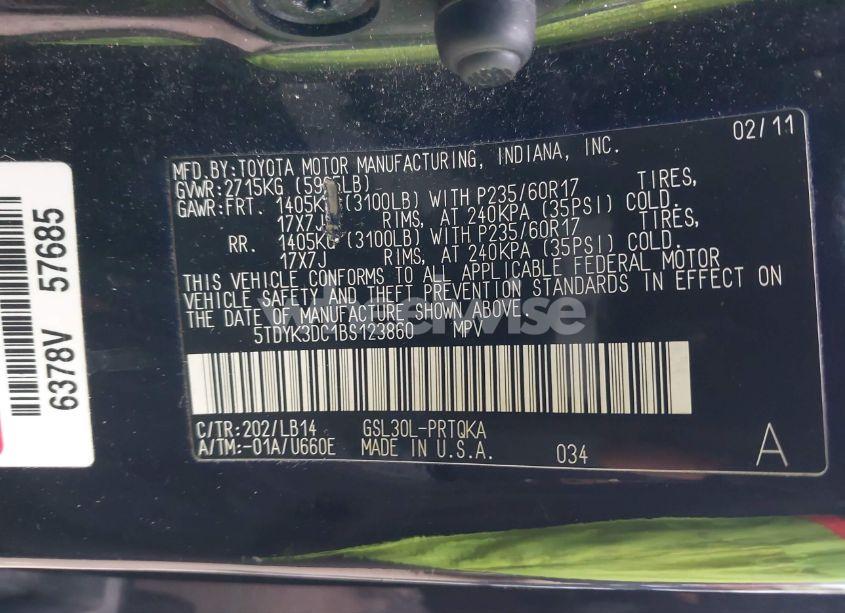 02/11
MFD.BY:TOYOTA MOTOR MANUFACTURING, INDIANA, INC.
GVWR:2715KG
GAWR:FRT. 1405KG (3100LB) WITH P235/60R17 TIRES,
17X7J RIMS, AT 240KPA (35PSI) COLD.
RR. 1405KG (3100LB) WITH P235/60R17 TIRES,
17X7J RIMS, AT 240KPA (35PSI) COLD.
THIS VEHICLE CONFORMS TO ALL APPLICABLE FEDERAL MOTOR
VEHICLE SAFETY AND THEFT PREVENTION STANDARDS IN EFFECT ON
THE DATE OF MANUFACTURE SHOWN ABOVE.
5TDYK3DC1BS123860 MPV
C/TR:202/LB14 GSL30L-PRTQKA
A/TM:-01A/U660E MADE IN U.S.A. 034 A
6378V 57685
wheelwise